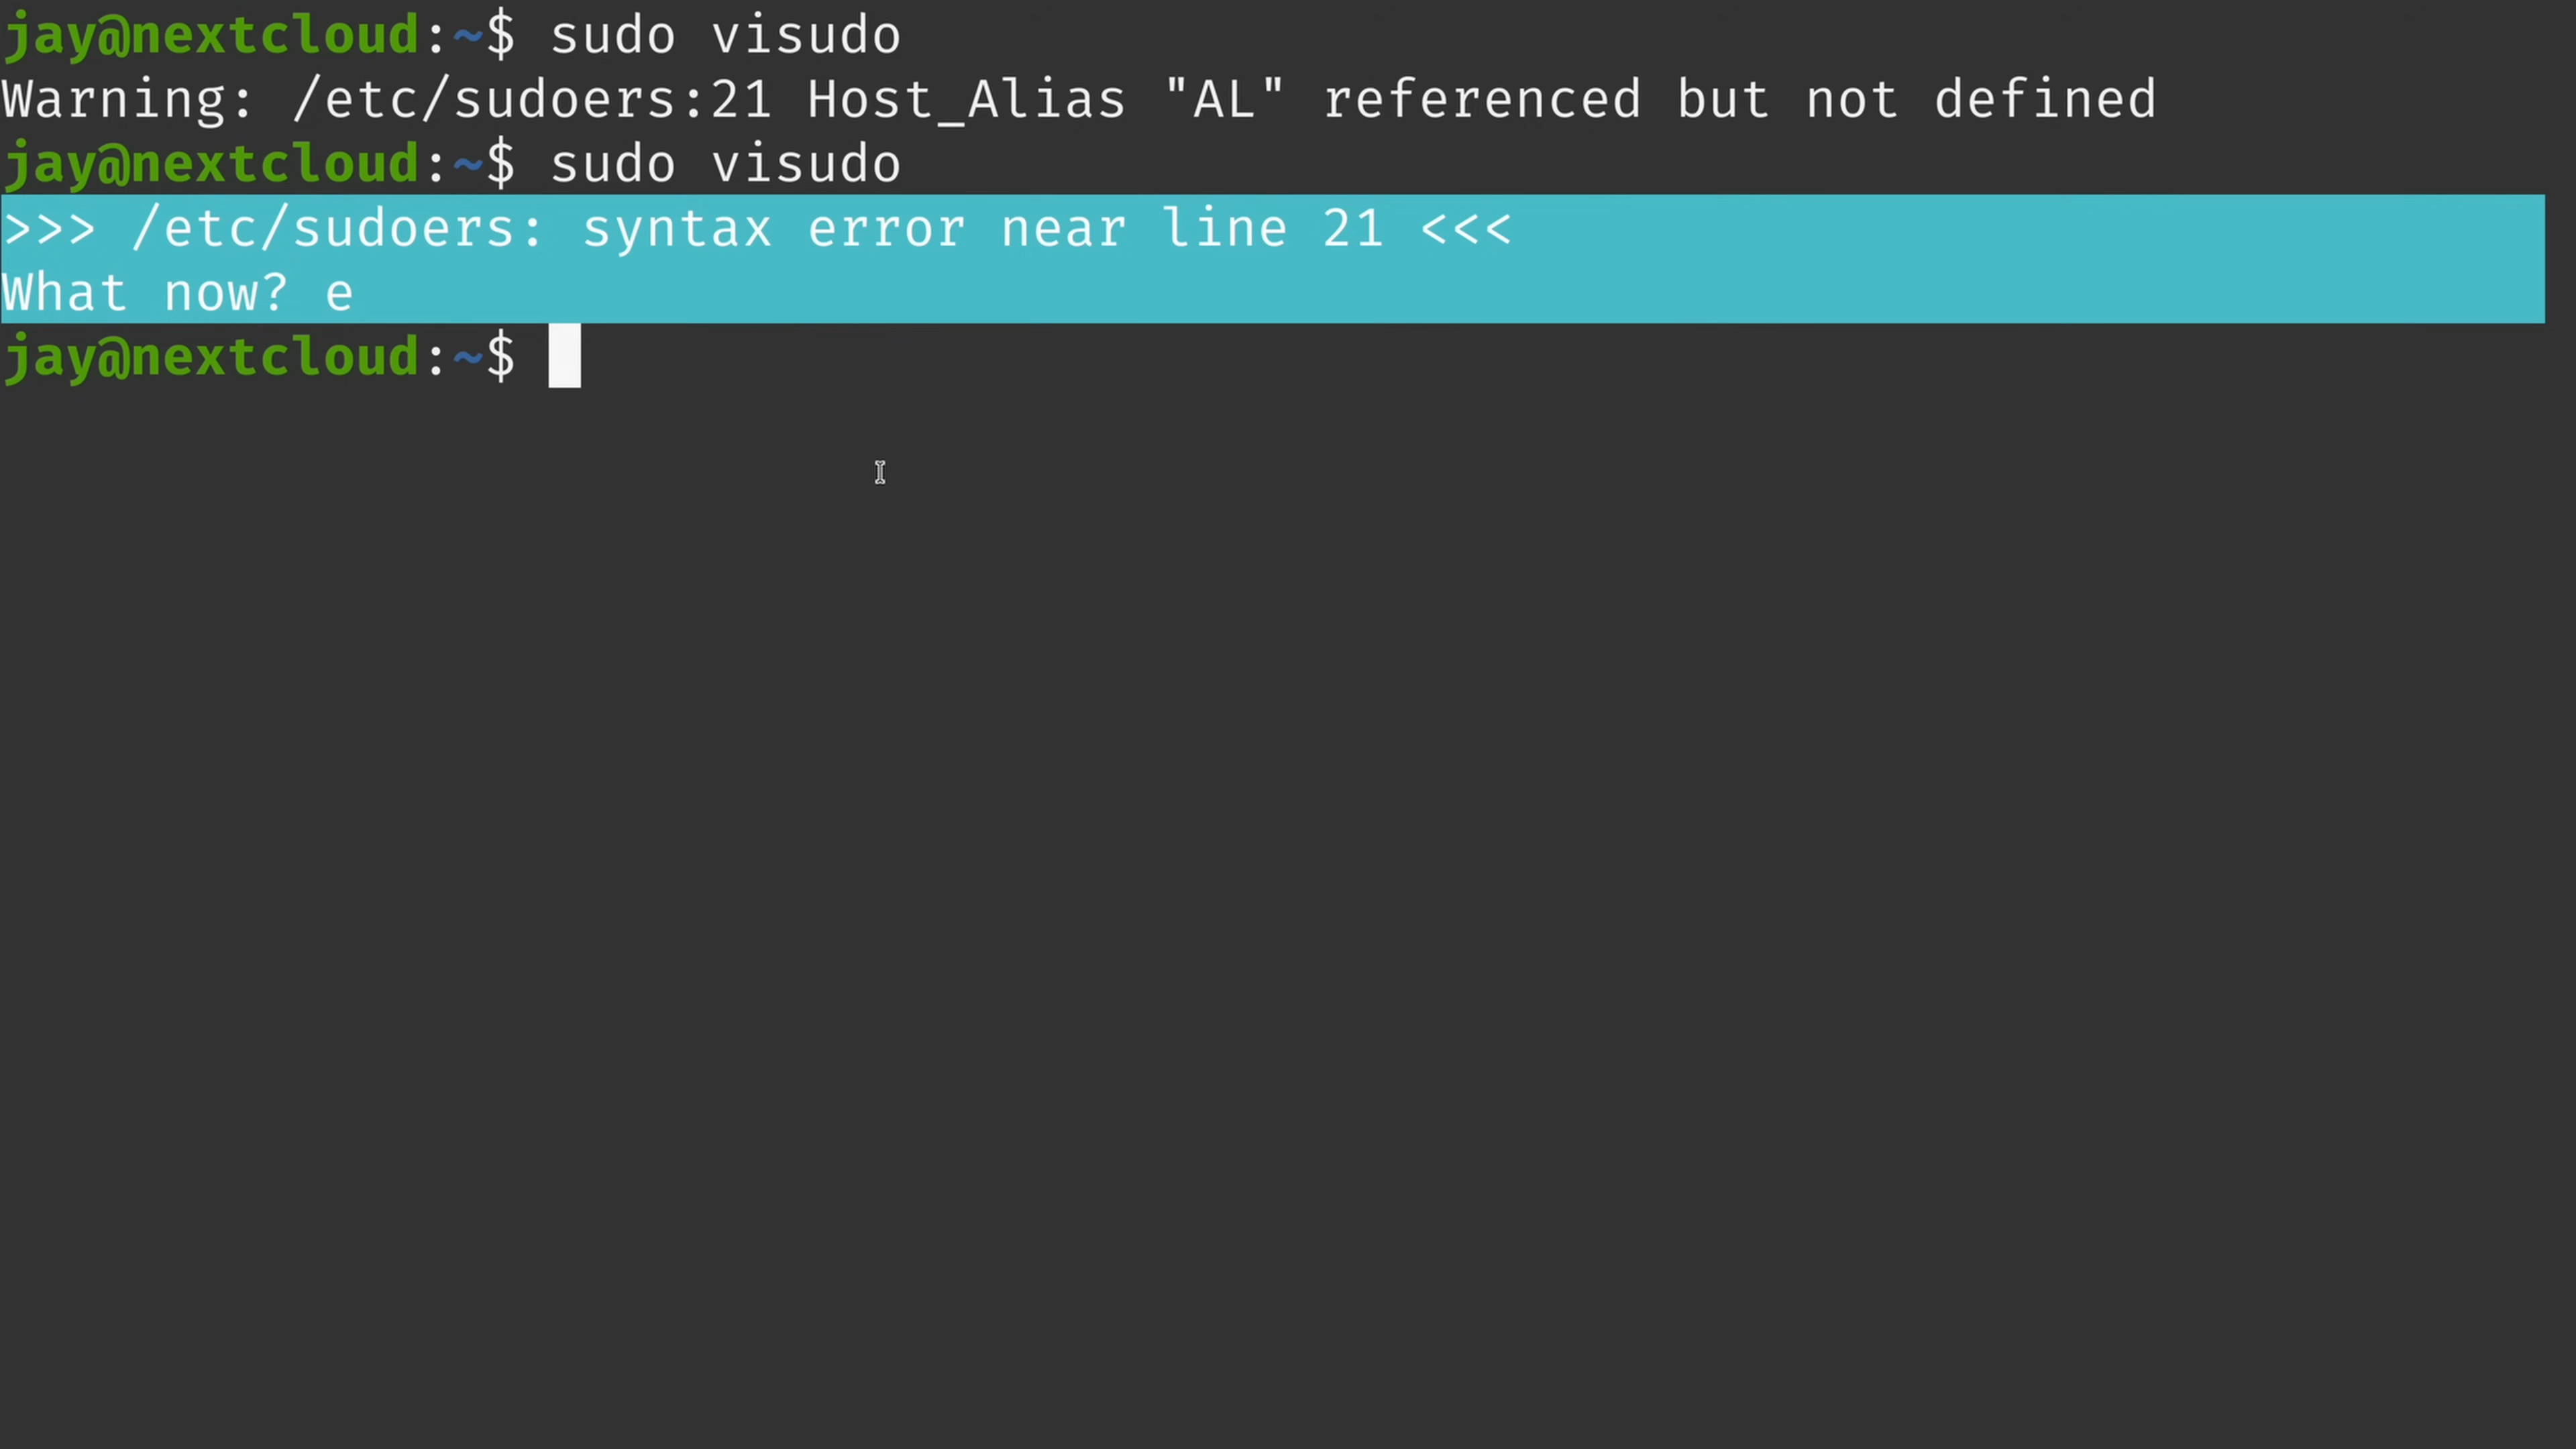 jay@nextcloud:~$ sudo visudo
Warning: /etc/sudoers:21 Host_Alias "AL" referenced but not defined
jay@nextcloud:~$ sudo visudo
>>> /etc/sudoers: syntax error near line 21 <<<
What now? e
jay@nextcloud:~$